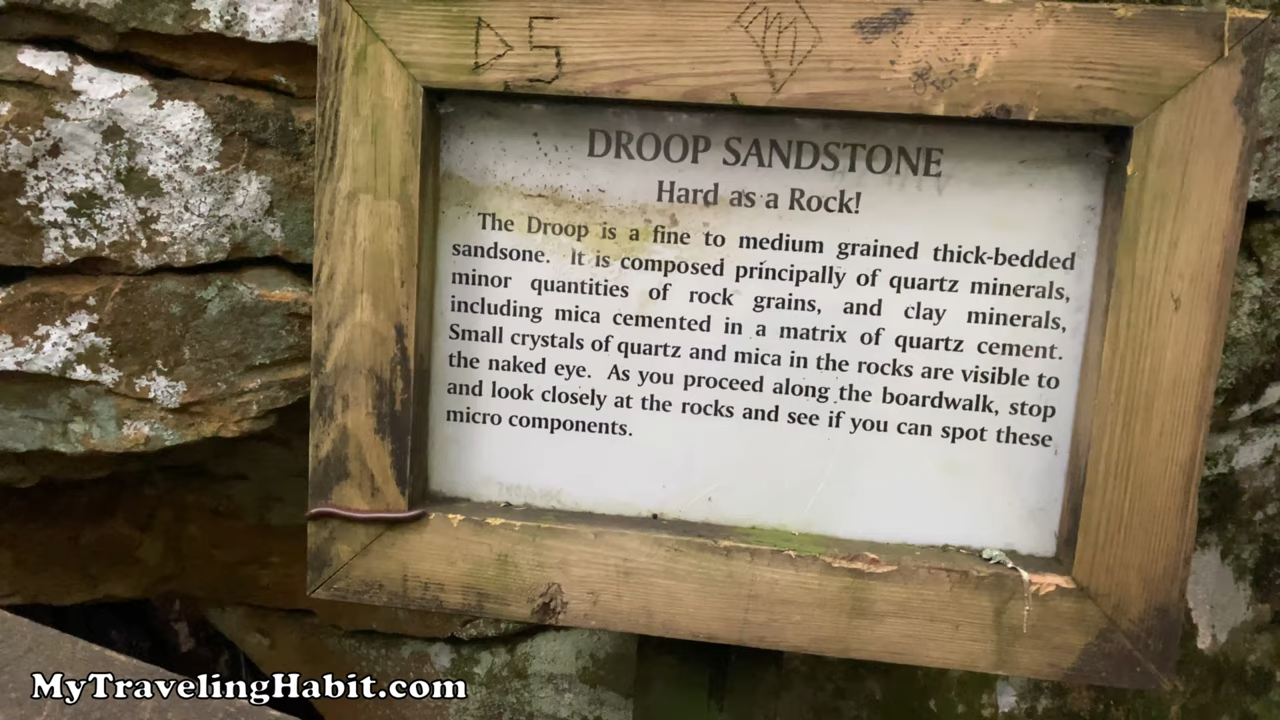 D5
M
DROOP SANDSTONE
Hard as a Rock!
The Droop is a fine to medium grained thick-bedded
sandsone. It is composed principally of quartz minerals,
minor quantities of rock grains, and clay minerals,
including mica cemented in a matrix of quartz cement.
Small crystals of quartz and mica in the rocks are visible to
the naked eye. As you proceed along the boardwalk, stop
and look closely at the rocks and see if you can spot these
micro components.
MyTravelingHabit.com